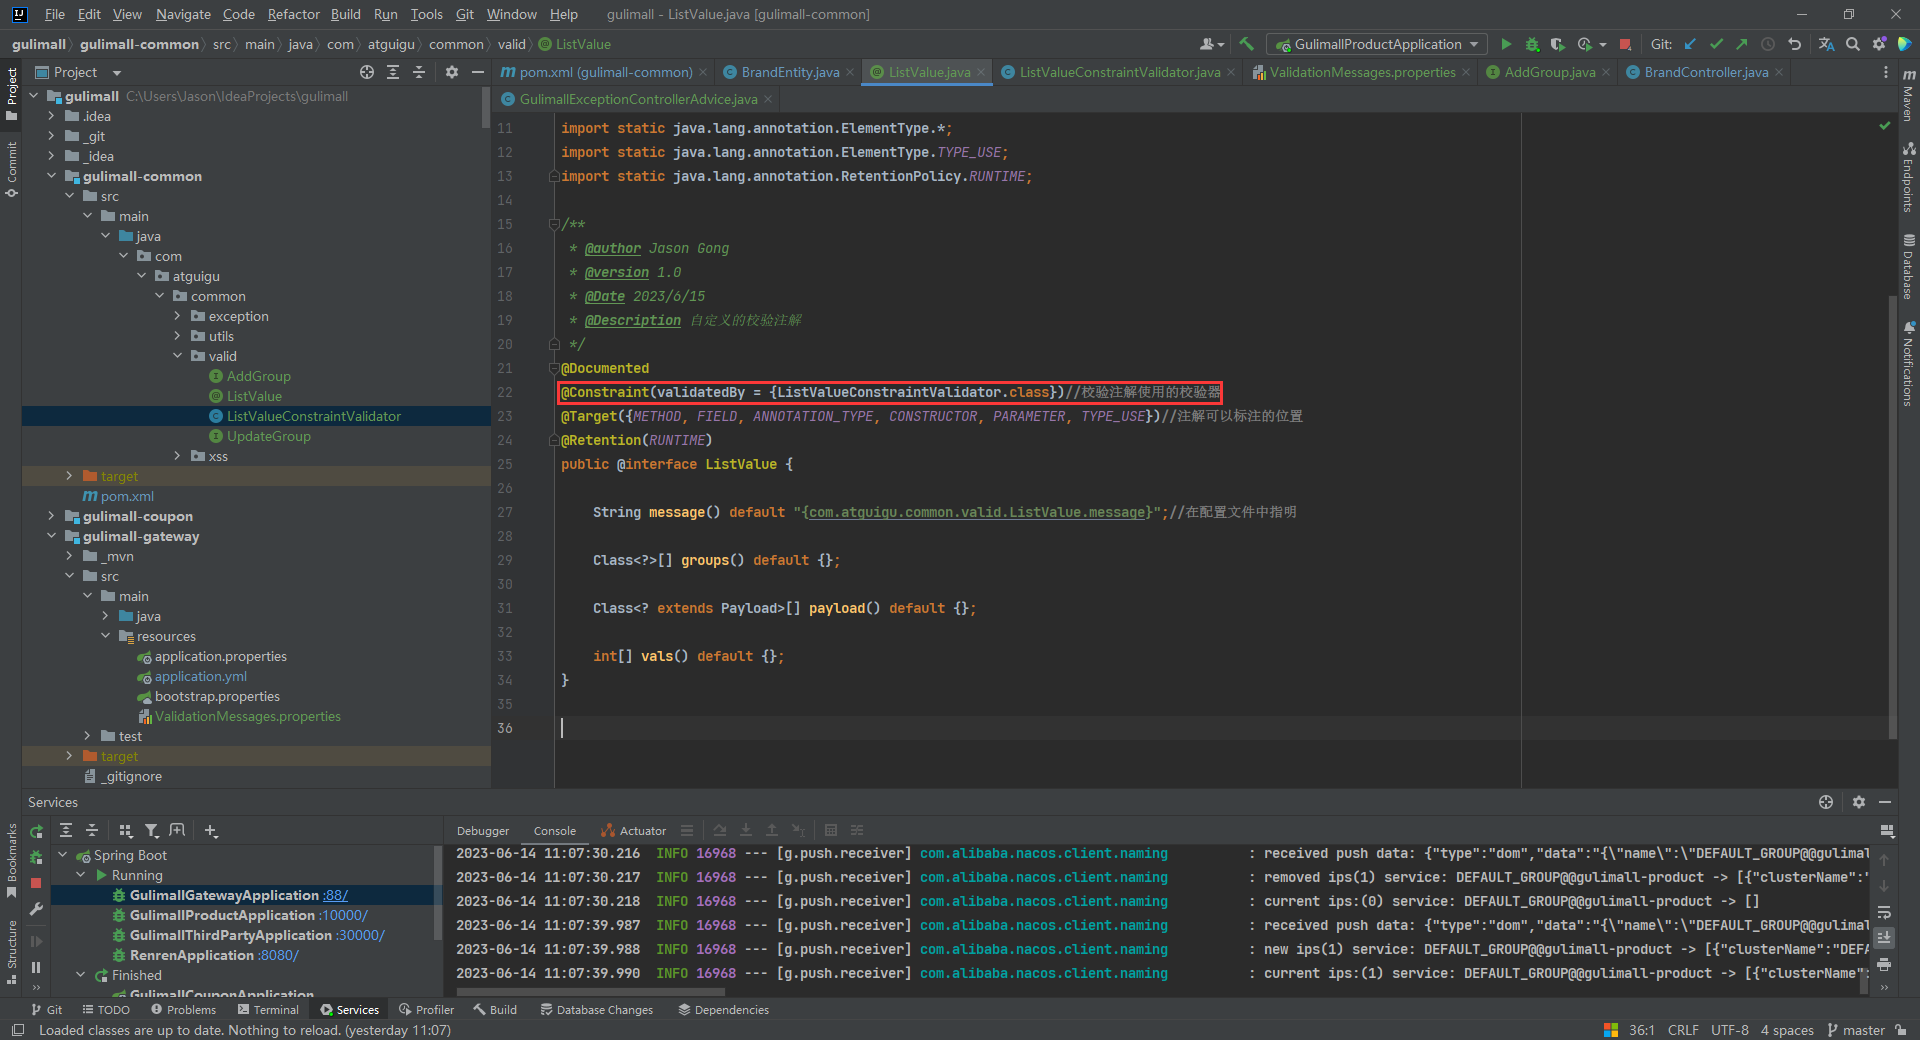 File Edit View Navigate Code Refactor Build Run Tools Git Window Help gulimall - ListValue.java [gulimall-common]
gulimall gulimall-common src main java com atguigu common valid ListValue GulimallProductApplication Git:
Project
pom.xml (gulimall-common) BrandEntity.java ListValue.java ListValueConstraintValidator.java ValidationMessages.properties AddGroup.java BrandController.java
GulimallExceptionControllerAdvice.java
Project
Commit
Bookmarks
Structure
gulimall C:\Users\Jason\IdeaProjects\gulimall
.idea
_git
_idea
gulimall-common
src
main
java
com
atguigu
common
exception
utils
valid
AddGroup
ListValue
ListValueConstraintValidator
UpdateGroup
xss
target
pom.xml
gulimall-coupon
gulimall-gateway
_mvn
src
main
java
resources
application.properties
application.yml
bootstrap.properties
ValidationMessages.properties
test
target
_gitignore
11 import static java.lang.annotation.ElementType.*;
12 import static java.lang.annotation.ElementType.TYPE_USE;
13 import static java.lang.annotation.RetentionPolicy.RUNTIME;
14
15 /**
16 * @author Jason Gong
17 * @version 1.0
18 * @Date 2023/6/15
19 * @Description 自定义的校验注解
20 */
21 @Documented
22 @Constraint(validatedBy = {ListValueConstraintValidator.class})//校验注解使用的校验器
23 @Target({METHOD, FIELD, ANNOTATION_TYPE, CONSTRUCTOR, PARAMETER, TYPE_USE})//注解可以标注的位置
24 @Retention(RUNTIME)
25 public @interface ListValue {
26
27 String message() default "{com.atguigu.common.valid.ListValue.message}";//在配置文件中指明
28
29 Class<?>[] groups() default {};
30
31 Class<? extends Payload>[] payload() default {};
32
33 int[] vals() default {};
34 }
35
36
Maven
Endpoints
Database
Notifications
Services
Debugger Console Actuator
Spring Boot
Running
GulimallGatewayApplication :88/
GulimallProductApplication :10000/
GulimallThirdPartyApplication :30000/
RenrenApplication :8080/
Finished
GulimallCouponApplication
2023-06-14 11:07:30.216 INFO 16968 --- [g.push.receiver] com.alibaba.nacos.client.naming : received push data: {"type":"dom","data":"{\"name\":\"DEFAULT_GROUP@@gulimal
2023-06-14 11:07:30.217 INFO 16968 --- [g.push.receiver] com.alibaba.nacos.client.naming : removed ips(1) service: DEFAULT_GROUP@@gulimall-product -> [{"clusterName":"
2023-06-14 11:07:30.218 INFO 16968 --- [g.push.receiver] com.alibaba.nacos.client.naming : current ips:(0) service: DEFAULT_GROUP@@gulimall-product -> []
2023-06-14 11:07:39.987 INFO 16968 --- [g.push.receiver] com.alibaba.nacos.client.naming : received push data: {"type":"dom","data":"{\"name\":\"DEFAULT_GROUP@@gulimal
2023-06-14 11:07:39.988 INFO 16968 --- [g.push.receiver] com.alibaba.nacos.client.naming : new ips(1) service: DEFAULT_GROUP@@gulimall-product -> [{"clusterName":"DEFA
2023-06-14 11:07:39.990 INFO 16968 --- [g.push.receiver] com.alibaba.nacos.client.naming : current ips:(1) service: DEFAULT_GROUP@@gulimall-product -> [{"clusterName"
Git TODO Problems Terminal Services Profiler Build Database Changes Dependencies
Loaded classes are up to date. Nothing to reload. (yesterday 11:07) 36:1 CRLF UTF-8 4 spaces master